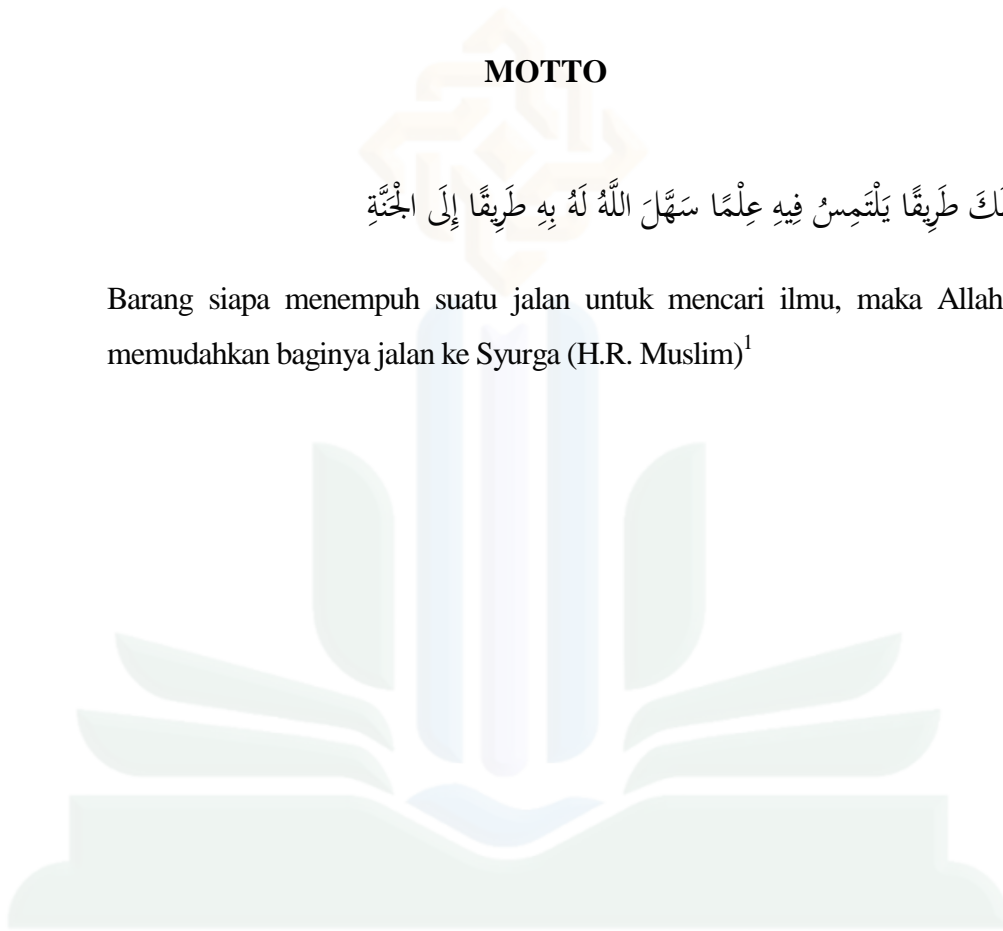 MOTTO
طَرِيقًا يَلْتَمِسُ فِيهِ عِلْمًا سَهَّلَ اللَّهُ لَهُ بِهِ طَرِيقًا إِلَى الْجَنَّةِ
Barang siapa menempuh suatu jalan untuk mencari ilmu, maka Allah
memudahkan baginya jalan ke Syurga (H.R. Muslim)¹